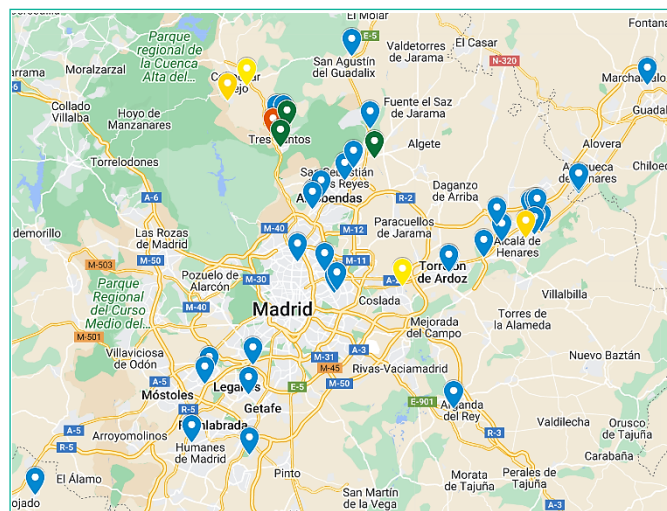 El Molar
E-5
Parque
regional de
la Cuenca
Alta del...
San Agustín
del Guadalix
Valdetorres
de Jarama
El Casar
N-320
Fontana
arrama
Moralzarzal
Marchamalo
Collado
Villalba
Hoyo de
Manzanares
Fuente el Saz
de Jarama
Tres Cantos
Algete
Alovera
Torrelodones
San Sebastián
los Reyes
Alcobendas
R-2
Daganzo
de Arriba
de Henares
Chiloec
A-6
M-40
M-12
Paracuellos
de Jarama
Alcalá de
Henares
demorillo
Las Rozas
de Madrid
M-50
M-503
Pozuelo de
Alarcón
M-30
M-11
Torrejón
de Ardoz
Coslada
Villalbilla
Parque
Regional del
Curso
Medio del...
M-40
Madrid
M-501
Mejorada
del Campo
Torres de
la Alameda
Villaviciosa
de Odón
M-31
A-3
M-45
Rivas-Vaciamadrid
Nuevo Baztán
A-5
Móstoles
Leganés
E-5
M-50
Getafe
E-901
Arganda
del Rey
R-5
Fuenlabrada
A-5
R-5
Arroyomolinos
Humanes
de Madrid
R-3
Valdilecha
Orusco
de Tajuña
Carabaña
El Álamo
Pinto
Morata
de Tajuña
Perales de
Tajuña
ojado
San Martín
de la Vega
A-3